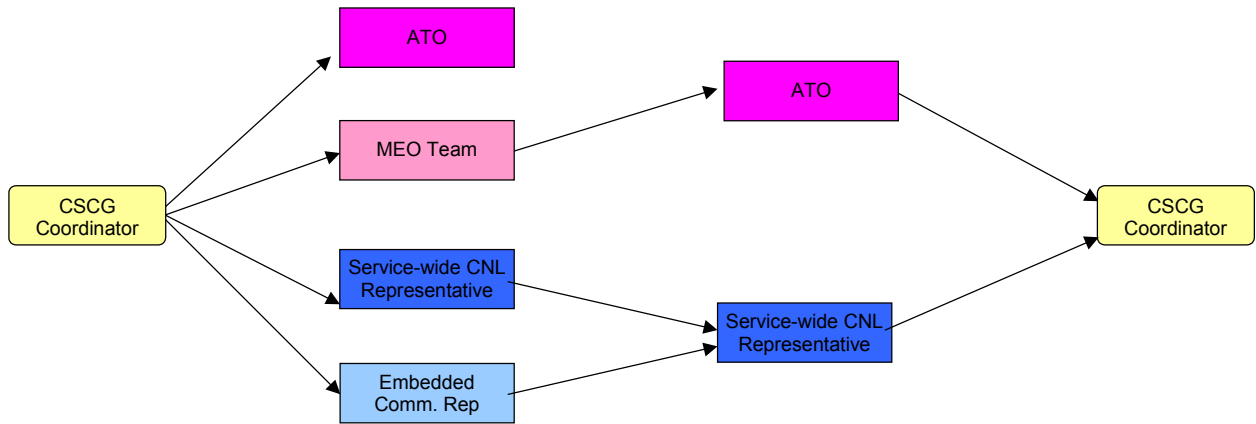 ATO
MEO Team
CSCG
Coordinator
Service-wide CNL
Representative
Embedded
Comm. Rep
ATO
Service-wide CNL
Representative
CSCG
Coordinator